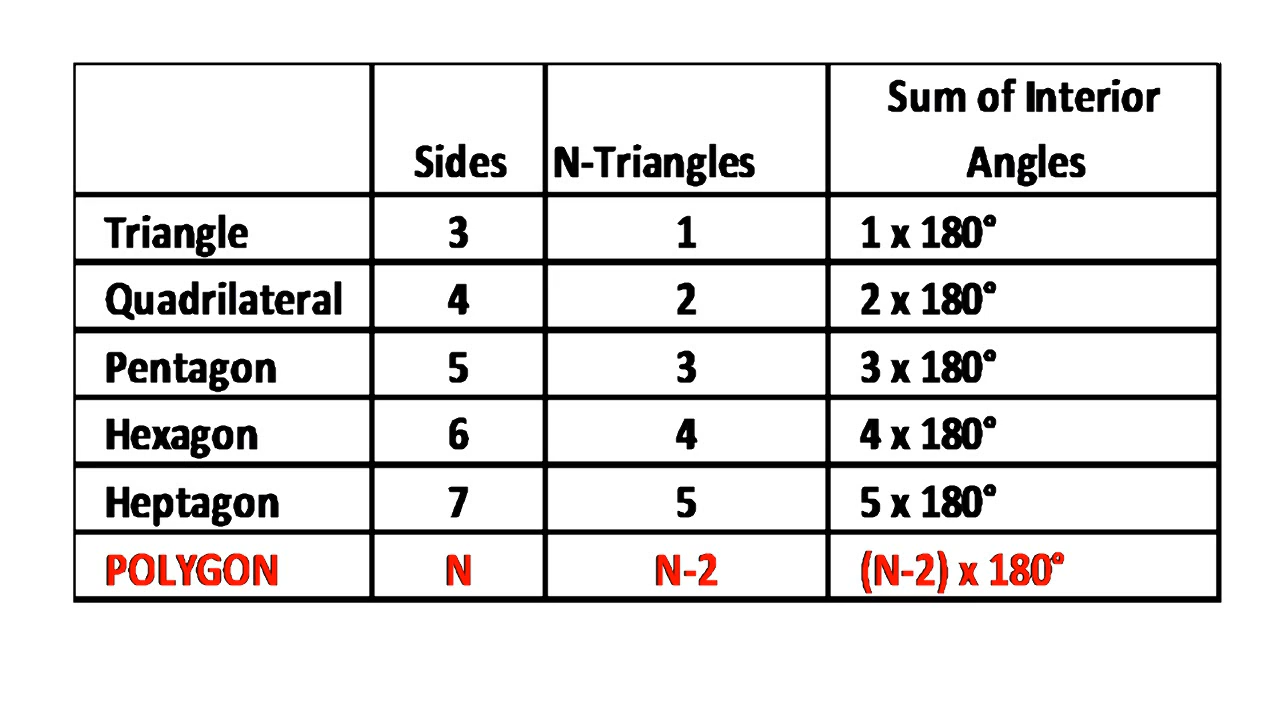 Sides N-Triangles Sum of Interior Angles
Triangle 3 1 1 x 180°
Quadrilateral 4 2 2 x 180°
Pentagon 5 3 3 x 180°
Hexagon 6 4 4 x 180°
Heptagon 7 5 5 x 180°
POLYGON N N-2 (N-2) x 180°